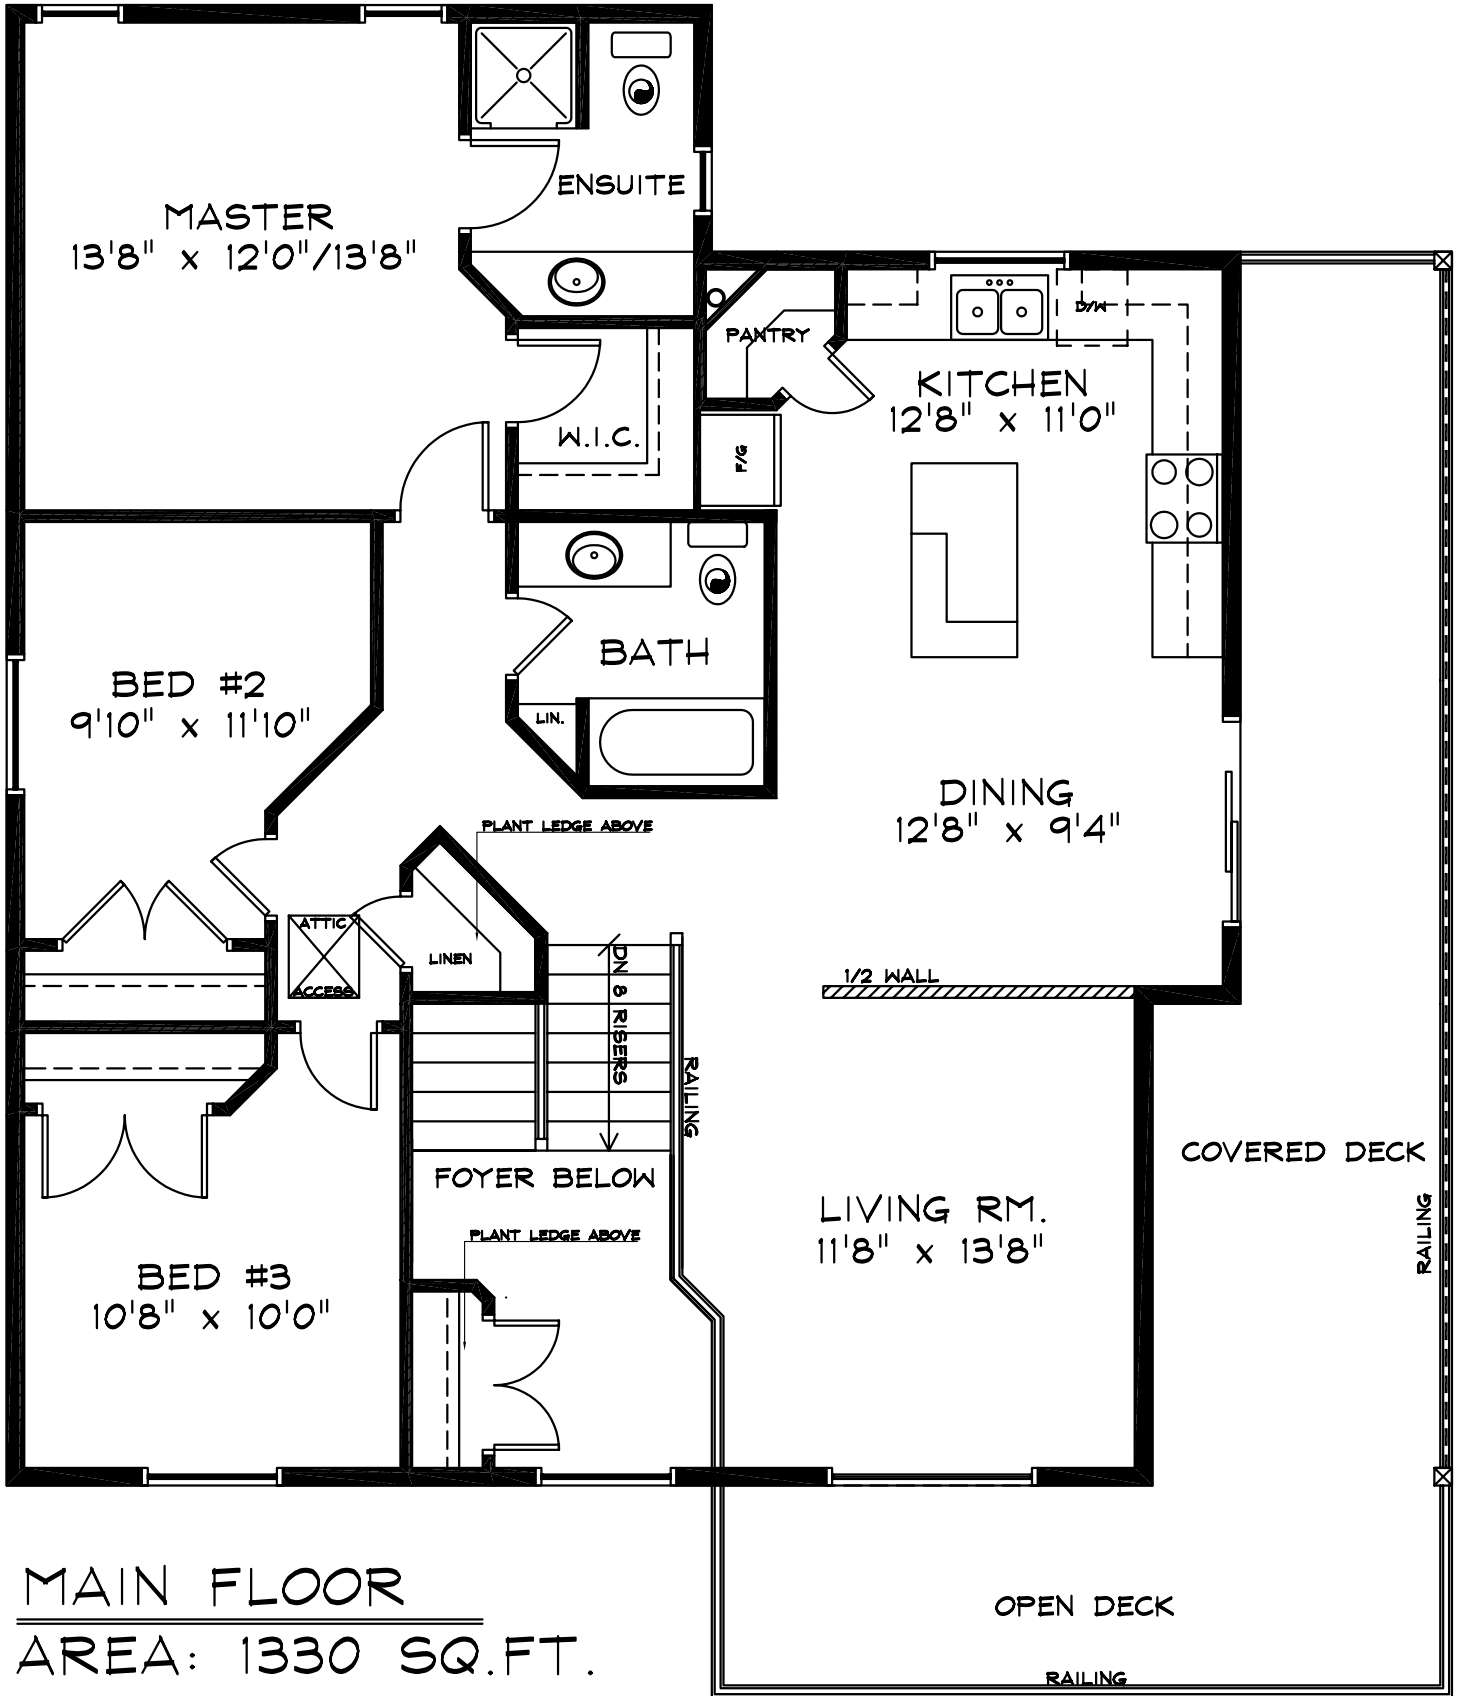 ENSUITE
MASTER
13'8" x 12'0"/13'8"
PANTRY
D/W
KITCHEN
12'8" x 11'0"
W.I.C.
F/G
BATH
LIN.
BED #2
9'10" x 11'10"
DINING
12'8" x 9'4"
PLANT LEDGE ABOVE
ATTIC
ACCESS
LINEN
DN 8 RISERS
1/2 WALL
RAILING
FOYER BELOW
COVERED DECK
RAILING
LIVING RM.
11'8" x 13'8"
PLANT LEDGE ABOVE
BED #3
10'8" x 10'0"
MAIN FLOOR
AREA: 1330 SQ.FT.
OPEN DECK
RAILING